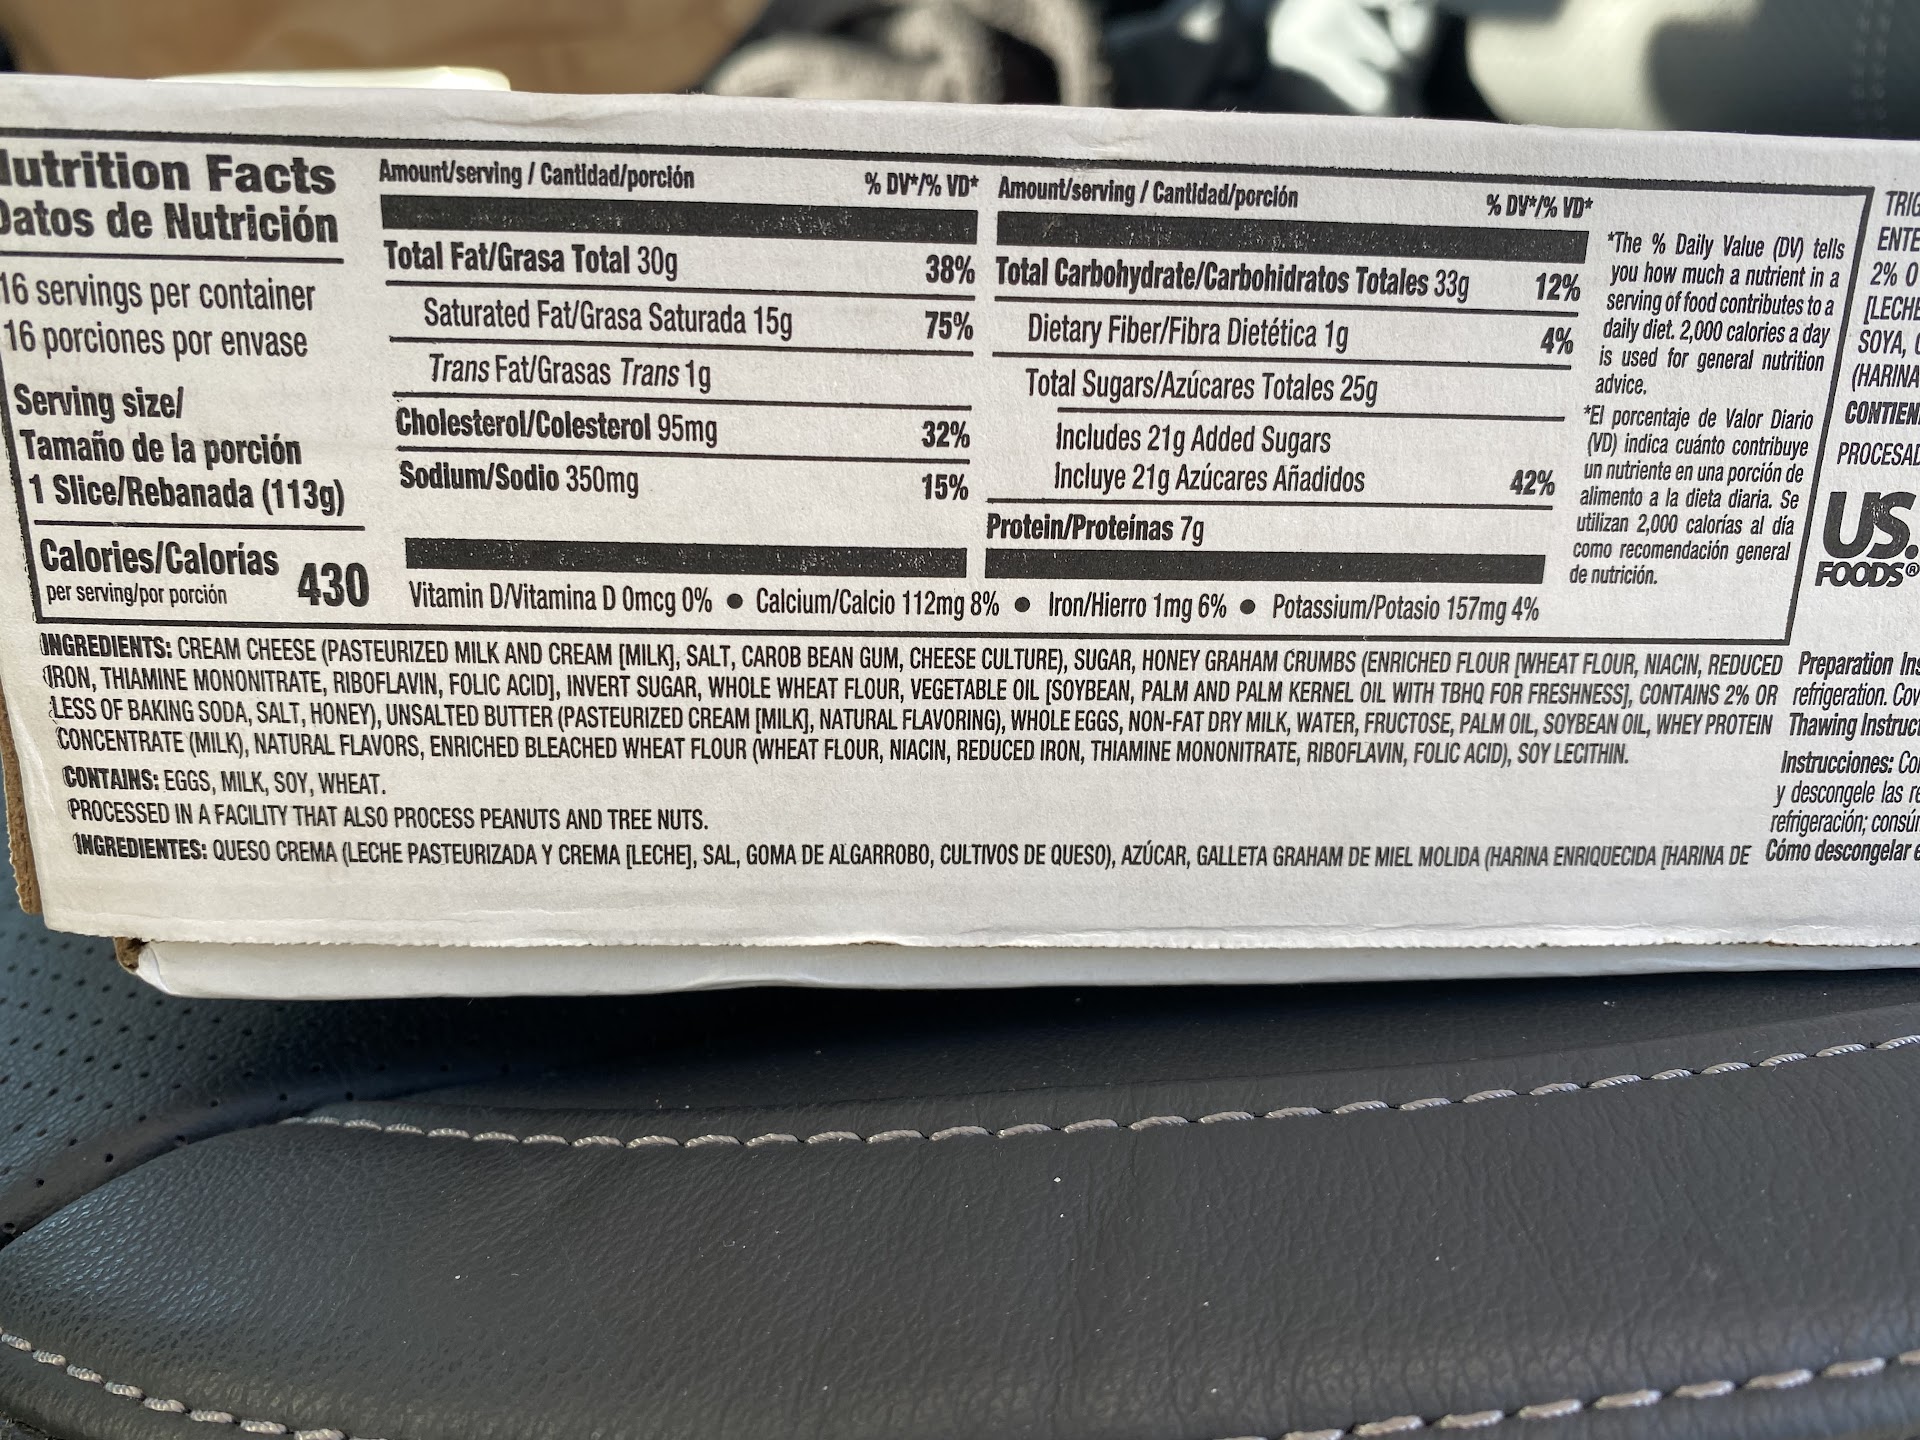 Nutrition Facts
Datos de Nutrición
16 servings per container
16 porciones por envase
Serving size/
Tamaño de la porción
1 Slice/Rebanada (113g)
Calories/Calorías
per serving/por porción
430
Amount/serving / Cantidad/porción % DV*/% VD*
Total Fat/Grasa Total 30g 38%
Saturated Fat/Grasa Saturada 15g 75%
Trans Fat/Grasas Trans 1g
Cholesterol/Colesterol 95mg 32%
Sodium/Sodio 350mg 15%
Amount/serving / Cantidad/porción % DV*/% VD*
Total Carbohydrate/Carbohidratos Totales 33g 12%
Dietary Fiber/Fibra Dietética 1g 4%
Total Sugars/Azúcares Totales 25g
Includes 21g Added Sugars
Incluye 21g Azúcares Añadidos 42%
Protein/Proteínas 7g
Vitamin D/Vitamina D 0mcg 0% • Calcium/Calcio 112mg 8% • Iron/Hierro 1mg 6% • Potassium/Potasio 157mg 4%
*The % Daily Value (DV) tells
you how much a nutrient in a
serving of food contributes to a
daily diet. 2,000 calories a day
is used for general nutrition
advice.
*El porcentaje de Valor Diario
(VD) indica cuánto contribuye
un nutriente en una porción de
alimento a la dieta diaria. Se
utilizan 2,000 calorías al día
como recomendación general
de nutrición.
INGREDIENTS: CREAM CHEESE (PASTEURIZED MILK AND CREAM [MILK], SALT, CAROB BEAN GUM, CHEESE CULTURE), SUGAR, HONEY GRAHAM CRUMBS (ENRICHED FLOUR [WHEAT FLOUR, NIACIN, REDUCED
IRON, THIAMINE MONONITRATE, RIBOFLAVIN, FOLIC ACID], INVERT SUGAR, WHOLE WHEAT FLOUR, VEGETABLE OIL [SOYBEAN, PALM AND PALM KERNEL OIL WITH TBHQ FOR FRESHNESS], CONTAINS 2% OR
LESS OF BAKING SODA, SALT, HONEY), UNSALTED BUTTER (PASTEURIZED CREAM [MILK], NATURAL FLAVORING), WHOLE EGGS, NON-FAT DRY MILK, WATER, FRUCTOSE, PALM OIL, SOYBEAN OIL, WHEY PROTEIN
CONCENTRATE (MILK), NATURAL FLAVORS, ENRICHED BLEACHED WHEAT FLOUR (WHEAT FLOUR, NIACIN, REDUCED IRON, THIAMINE MONONITRATE, RIBOFLAVIN, FOLIC ACID), SOY LECITHIN.
CONTAINS: EGGS, MILK, SOY, WHEAT.
PROCESSED IN A FACILITY THAT ALSO PROCESS PEANUTS AND TREE NUTS.
INGREDIENTES: QUESO CREMA (LECHE PASTEURIZADA Y CREMA [LECHE], SAL, GOMA DE ALGARROBO, CULTIVOS DE QUESO), AZÚCAR, GALLETA GRAHAM DE MIEL MOLIDA (HARINA ENRIQUECIDA [HARINA DE
TRIG
ENTE
2% O
[LECHE
SOYA,
(HARINA
CONTIEN
PROCESAD
US.
FOODS®
Preparation Ins
refrigeration. Cov
Thawing Instruct
Instrucciones: Co
y descongele las re
refrigeración; consú
Cómo descongelar e